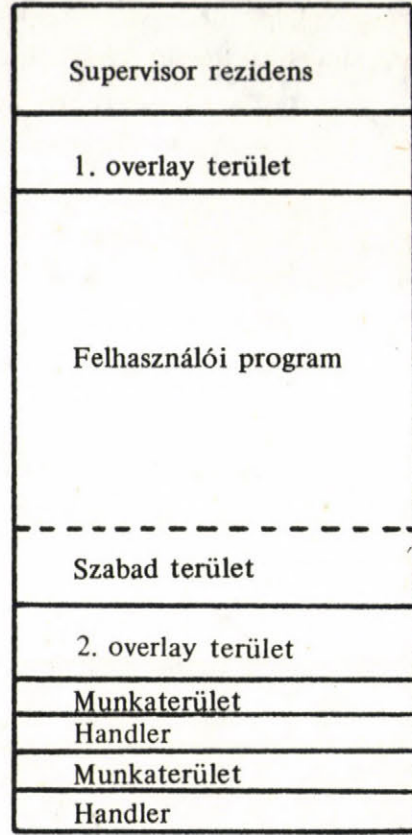 Supervisor rezidens
1. overlay terület
Felhasználói program
Szabad terület
2. overlay terület
Munkaterület
Handler
Munkaterület
Handler